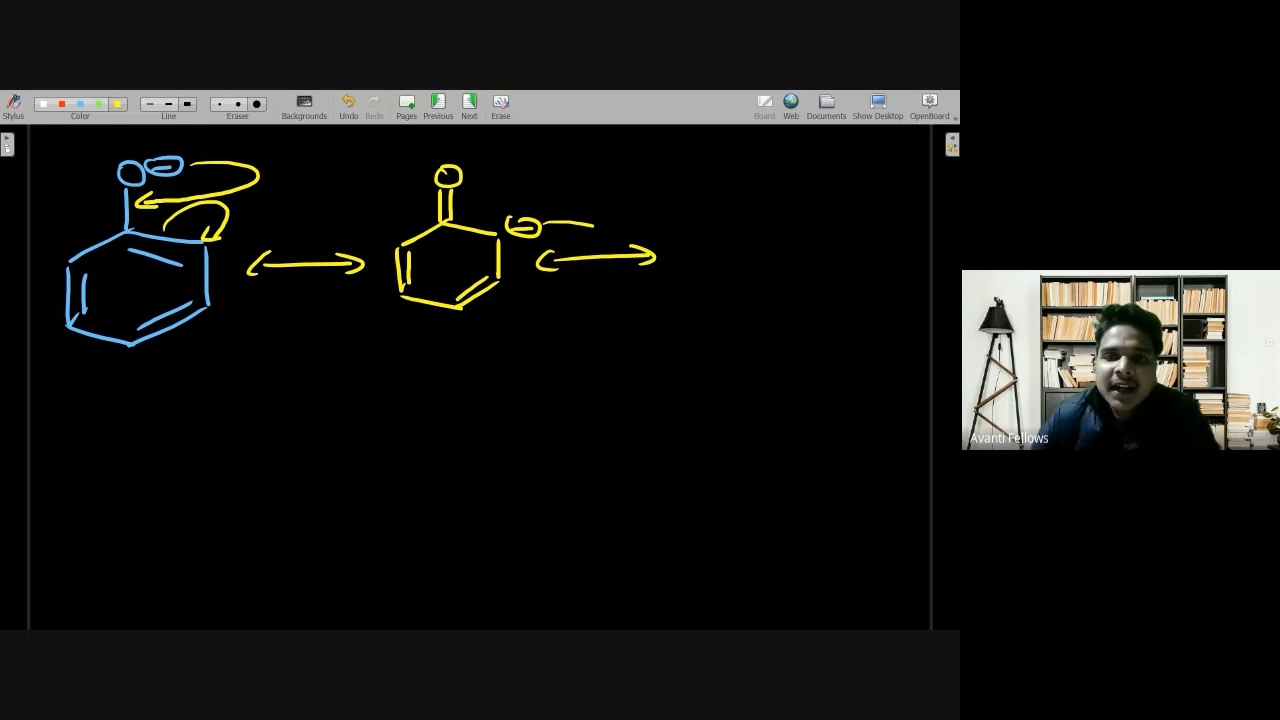 Stylus Color Line Eraser Backgrounds Undo Redo Pages Previous Next Erase Board Web Documents Show Desktop OpenBoard
O ⊖
O
⊖
Avanti Fellows